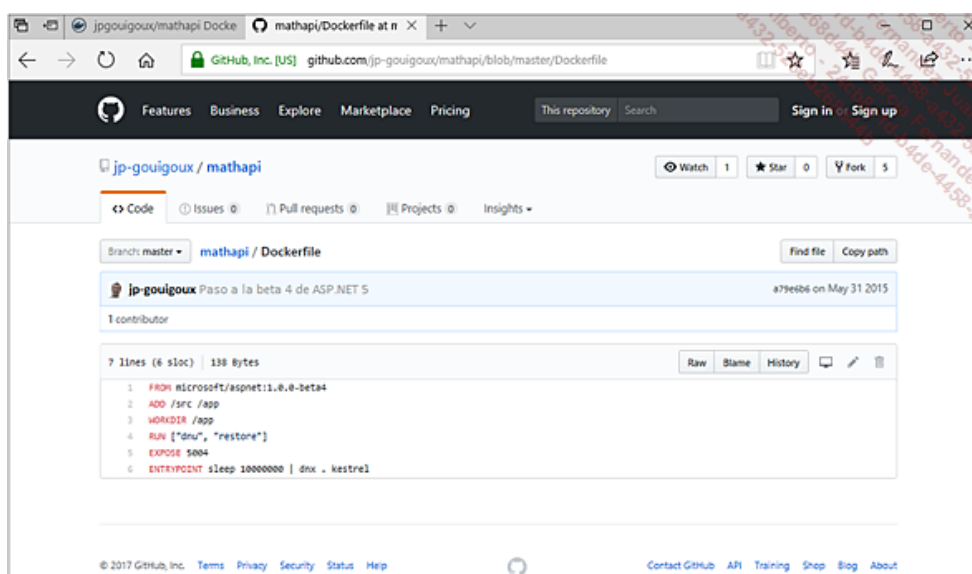 jpgouigoux/mathapi Docke
mathapi/Dockerfile at m
GitHub, Inc. [US] github.com/jp-gouigoux/mathapi/blob/master/Dockerfile
Features Business Explore Marketplace Pricing This repository Search Sign in or Sign up
jp-gouigoux / mathapi Watch 1 Star 0 Fork 5
<> Code Issues 0 Pull requests 0 Projects 0 Insights
Branch: master mathapi / Dockerfile Find file Copy path
jp-gouigoux Paso a la beta 4 de ASP.NET 5 a79e6b6 on May 31 2015
1 contributor
7 lines (6 sloc) 138 Bytes Raw Blame History
1 FROM microsoft/aspnet:1.0.0-beta4
2 ADD /src /app
3 WORKDIR /app
4 RUN ["dnu", "restore"]
5 EXPOSE 5004
6 ENTRYPOINT sleep 10000000 | dnx . kestrel
© 2017 GitHub, Inc. Terms Privacy Security Status Help Contact GitHub API Training Shop Blog About